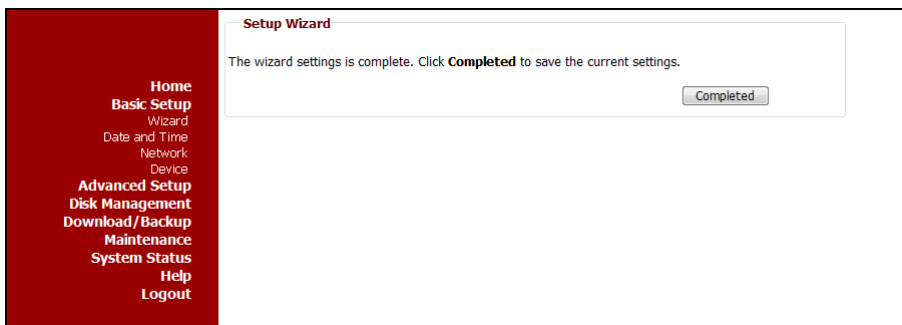 Setup Wizard
The wizard settings is complete. Click Completed to save the current settings.
Completed
Home
Basic Setup
Wizard
Date and Time
Network
Device
Advanced Setup
Disk Management
Download/Backup
Maintenance
System Status
Help
Logout